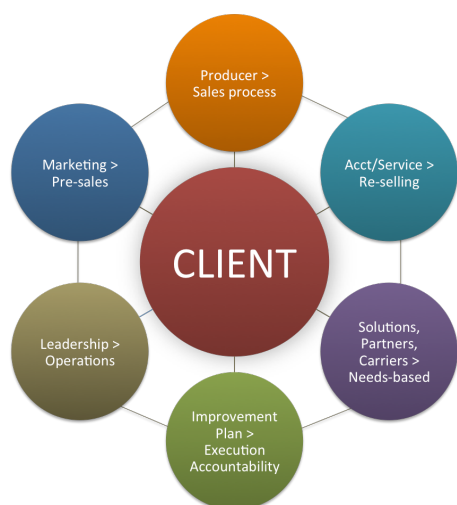 Producer >
Sales process
Marketing >
Pre-sales
Acct/Service >
Re-selling
CLIENT
Leadership >
Operations
Solutions,
Partners,
Carriers >
Needs-based
Improvement
Plan >
Execution
Accountability